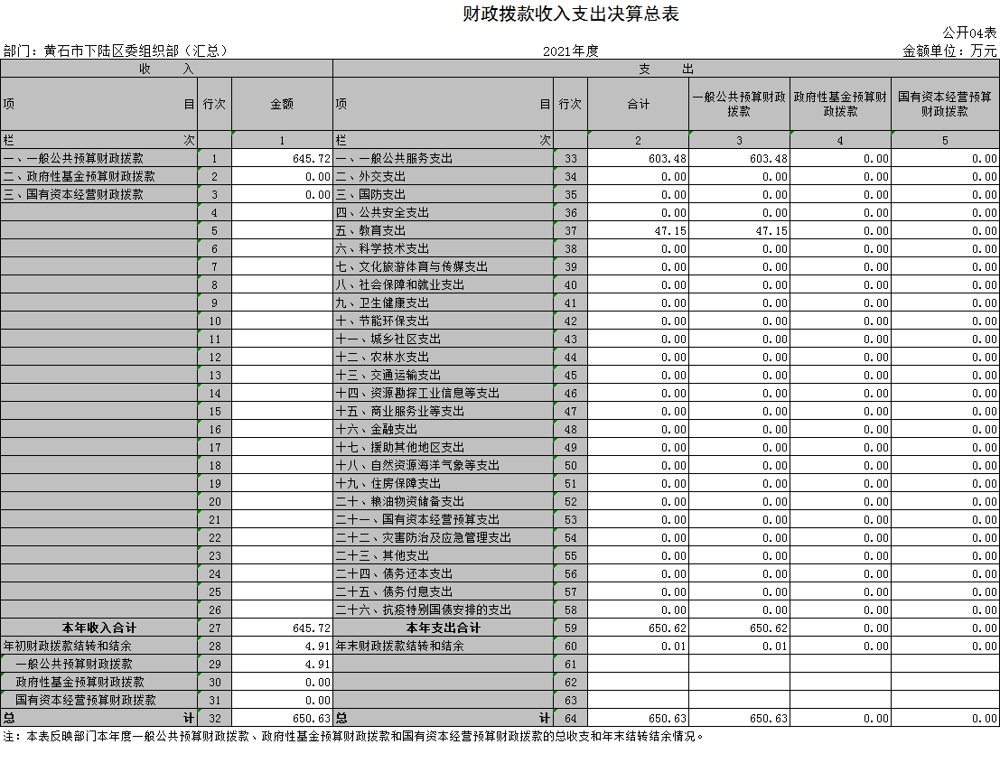 财政拨款收入支出决算总表
公开04表
部门：黄石市下陆区委组织部（汇总） 2021年度 金额单位：万元
收 入 支 出
项 目 行次 金额 项 目 行次 合计 一般公共预算财政拨款 政府性基金预算财政拨款 国有资本经营预算财政拨款
栏 次 1 栏 次 2 3 4 5
一、一般公共预算财政拨款 1 645.72 一、一般公共服务支出 33 603.48 603.48 0.00 0.00
二、政府性基金预算财政拨款 2 0.00 二、外交支出 34 0.00 0.00 0.00 0.00
三、国有资本经营财政拨款 3 0.00 三、国防支出 35 0.00 0.00 0.00 0.00
4 四、公共安全支出 36 0.00 0.00 0.00 0.00
5 五、教育支出 37 47.15 47.15 0.00 0.00
6 六、科学技术支出 38 0.00 0.00 0.00 0.00
7 七、文化旅游体育与传媒支出 39 0.00 0.00 0.00 0.00
8 八、社会保障和就业支出 40 0.00 0.00 0.00 0.00
9 九、卫生健康支出 41 0.00 0.00 0.00 0.00
10 十、节能环保支出 42 0.00 0.00 0.00 0.00
11 十一、城乡社区支出 43 0.00 0.00 0.00 0.00
12 十二、农林水支出 44 0.00 0.00 0.00 0.00
13 十三、交通运输支出 45 0.00 0.00 0.00 0.00
14 十四、资源勘探工业信息等支出 46 0.00 0.00 0.00 0.00
15 十五、商业服务业等支出 47 0.00 0.00 0.00 0.00
16 十六、金融支出 48 0.00 0.00 0.00 0.00
17 十七、援助其他地区支出 49 0.00 0.00 0.00 0.00
18 十八、自然资源海洋气象等支出 50 0.00 0.00 0.00 0.00
19 十九、住房保障支出 51 0.00 0.00 0.00 0.00
20 二十、粮油物资储备支出 52 0.00 0.00 0.00 0.00
21 二十一、国有资本经营预算支出 53 0.00 0.00 0.00 0.00
22 二十二、灾害防治及应急管理支出 54 0.00 0.00 0.00 0.00
23 二十三、其他支出 55 0.00 0.00 0.00 0.00
24 二十四、债务还本支出 56 0.00 0.00 0.00 0.00
25 二十五、债务付息支出 57 0.00 0.00 0.00 0.00
26 二十六、抗疫特别国债安排的支出 58 0.00 0.00 0.00 0.00
本年收入合计 27 645.72 本年支出合计 59 650.62 650.62 0.00 0.00
年初财政拨款结转和结余 28 4.91 年末财政拨款结转和结余 60 0.01 0.01 0.00 0.00
一般公共预算财政拨款 29 4.91 61
政府性基金预算财政拨款 30 0.00 62
国有资本经营预算财政拨款 31 0.00 63
总 计 32 650.63 总 计 64 650.63 650.63 0.00 0.00
注：本表反映部门本年度一般公共预算财政拨款、政府性基金预算财政拨款和国有资本经营预算财政拨款的总收支和年末结转结余情况。